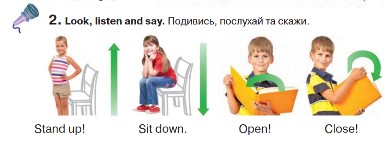 2. Look, listen and say. Подивись, послухай та скажи.
Stand up! Sit down. Open! Close!